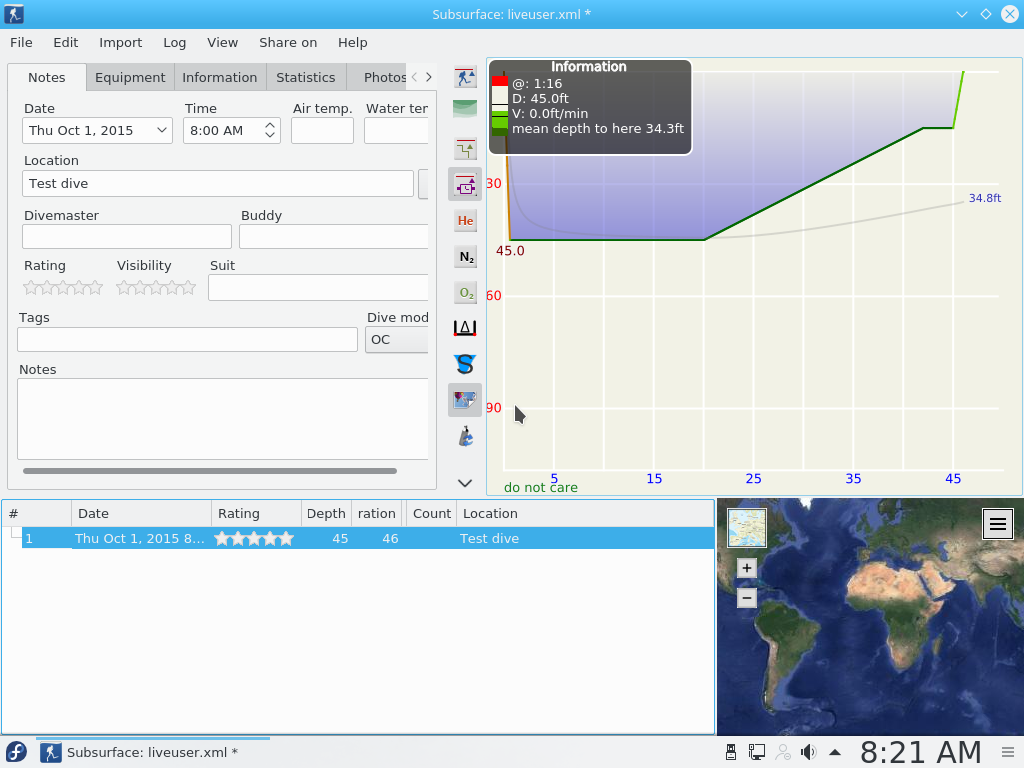 Subsurface: liveuser.xml *
File Edit Import Log View Share on Help
Notes Equipment Information Statistics Photos
Date Time Air temp. Water ter
Thu Oct 1, 2015 8:00 AM
Location
Test dive
Divemaster Buddy
Rating Visibility Suit
Tags Dive mod
OC
Notes
He
N₂
O₂
Information
@: 1:16
D: 45.0ft
V: 0.0ft/min
mean depth to here 34.3ft
30
34.8ft
45.0
60
90
5 15 25 35 45
do not care
# Date Rating Depth ration Count Location
1 Thu Oct 1, 2015 8... 45 46 Test dive
+
−
Subsurface: liveuser.xml *
8:21 AM